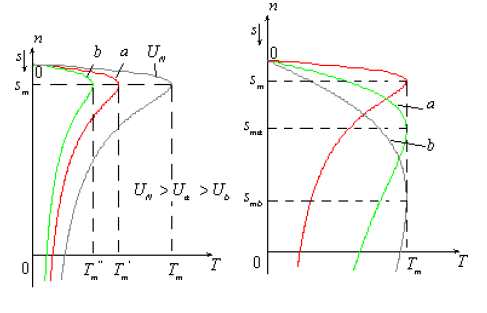 n
s
0
b a U_N
s_m
U_N > U_a > U_b
0 T_m'' T_m' T_m T
n
s
0
s_m
a
s_ma
b
s_mb
0 T_m T